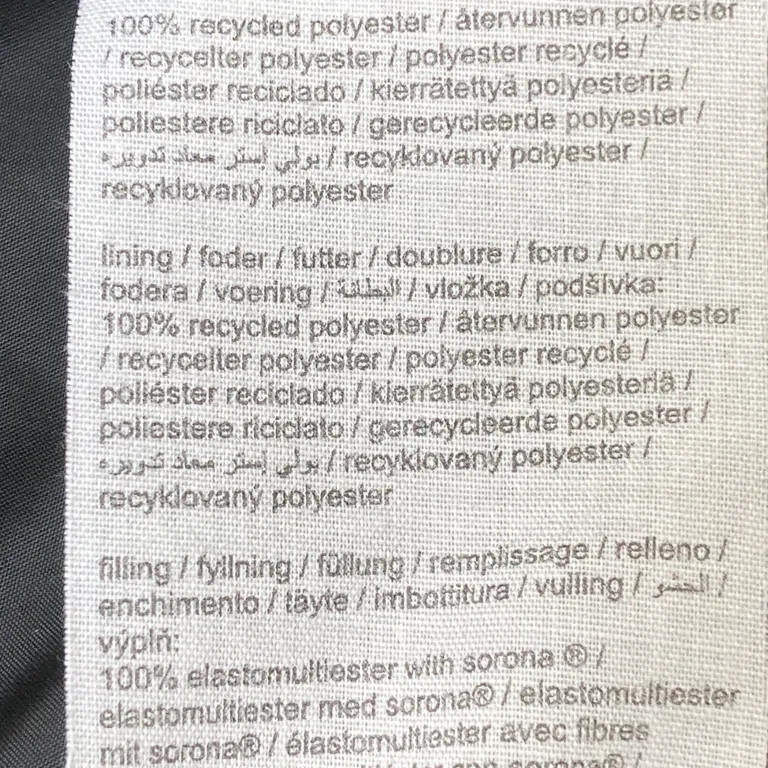 100% recycled polyester / återvunnen polyester
/ recycelter polyester / polyester recyclé /
poliéster reciclado / kierrätettyä polyesteriä /
poliestere riciclato / gerecycleerde polyester /
بولي إستر معاد تدويره / recyklovaný polyester /
recyklovaný polyester
lining / foder / futter / doublure / forro / vuori /
fodera / voering / البطانة / vložka / podšívka:
100% recycled polyester / återvunnen polyester
/ recycelter polyester / polyester recyclé /
poliéster reciclado / kierrätettyä polyesteriä /
poliestere riciclato / gerecycleerde polyester /
بولي إستر معاد تدويره / recyklovaný polyester /
recyklovaný polyester
filling / fyllning / füllung / remplissage / relleno /
enchimento / täyte / imbottitura / vulling / الحشو /
výplň:
100% elastomultiester with sorona ® /
elastomultiester med sorona® / elastomultiester
mit sorona® / élastomultiester avec fibres